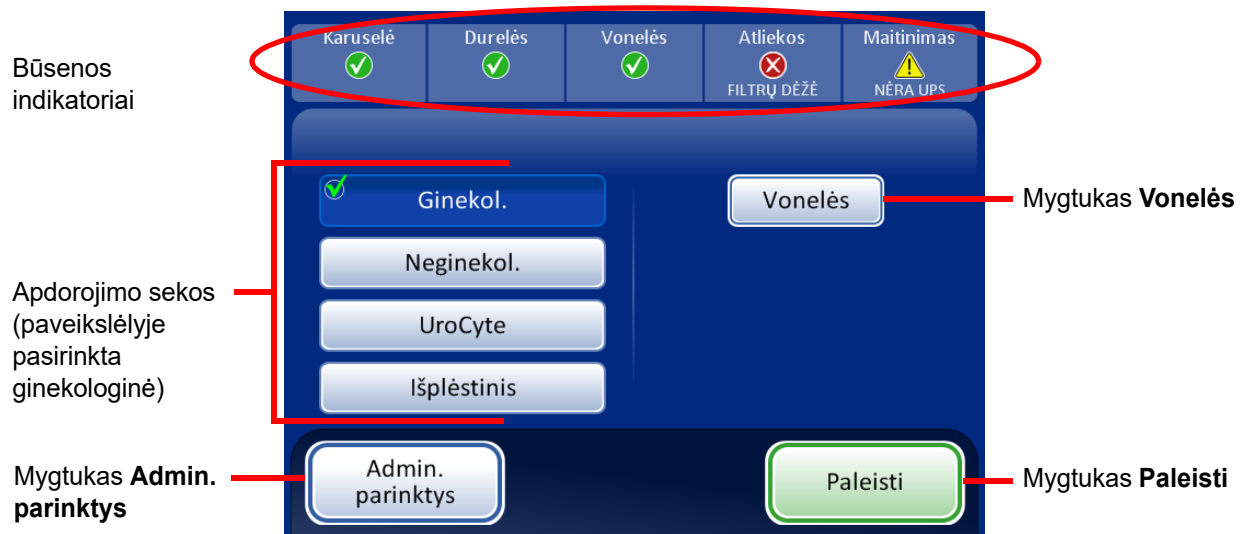 Karuselė
Durelės
Vonelės
Atliekos
Maitinimas
FILTRŲ DĖŽĖ
NĖRA UPS
Būsenos
indikatoriai
Ginekol.
Vonelės
Mygtukas Vonelės
Neginekol.
Apdorojimo sekos
(paveikslėlyje
pasirinkta
ginekologinė)
UroCyte
Išplėstinis
Mygtukas Admin.
parinktys
Admin.
parinktys
Paleisti
Mygtukas Paleisti